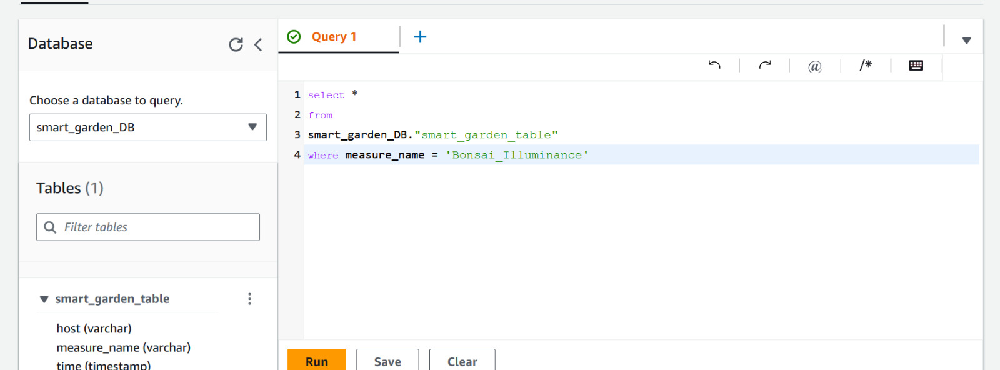 Database
Choose a database to query.
smart_garden_DB
Tables (1)
Filter tables
smart_garden_table
host (varchar)
measure_name (varchar)
time (timestamp)
Query 1
@
/*
1 select *
2 from
3 smart_garden_DB."smart_garden_table"
4 where measure_name = 'Bonsai_Illuminance'
Run
Save
Clear